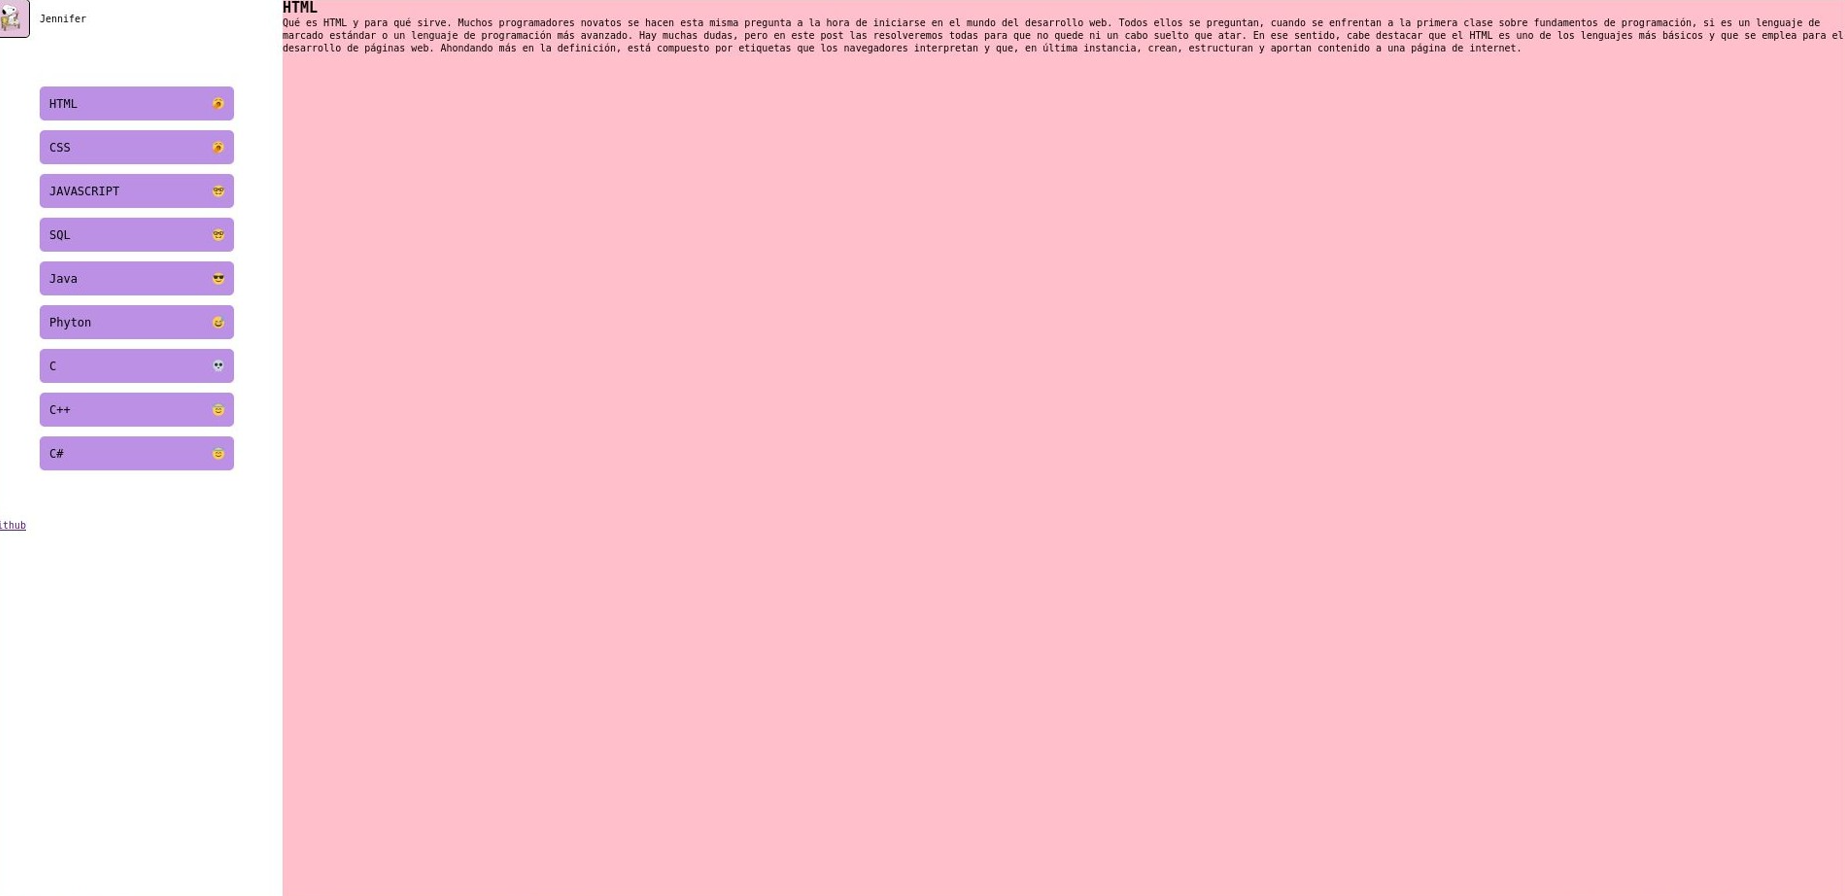 Jennifer
HTML
CSS
JAVASCRIPT
SQL
Java
Phyton
C
C++
C#
ithub
HTML
Qué es HTML y para qué sirve. Muchos programadores novatos se hacen esta misma pregunta a la hora de iniciarse en el mundo del desarrollo web. Todos ellos se preguntan, cuando se enfrentan a la primera clase sobre fundamentos de programación, si es un lenguaje de
marcado estándar o un lenguaje de programación más avanzado. Hay muchas dudas, pero en este post las resolveremos todas para que no quede ni un cabo suelto que atar. En ese sentido, cabe destacar que el HTML es uno de los lenguajes más básicos y que se emplea para el
desarrollo de páginas web. Ahondando más en la definición, está compuesto por etiquetas que los navegadores interpretan y que, en última instancia, crean, estructuran y aportan contenido a una página de internet.